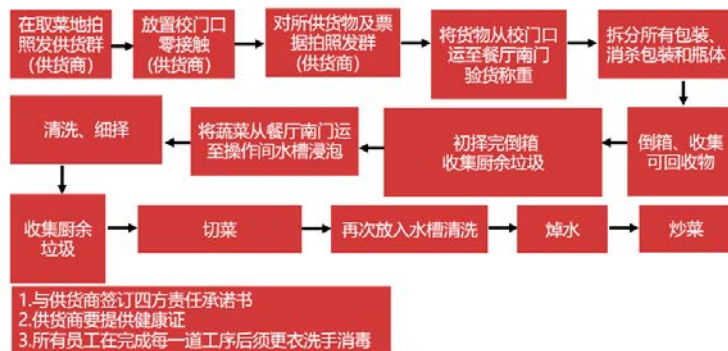 在取菜地拍
照发供货群
(供货商)
放置校门口
零接触
(供货商)
对所供货物及票
据拍照发群
(供货商)
将货物从校门口
运至餐厅南门
验货称重
拆分所有包装、
消杀包装和瓶体
倒箱、收集
可回收物
初择完倒箱
收集厨余垃圾
将蔬菜从餐厅南门运
至操作间水槽浸泡
清洗、细择
收集厨余
垃圾
切菜
再次放入水槽清洗
焯水
炒菜
1.与供货商签订四方责任承诺书
2.供货商要提供健康证
3.所有员工在完成每一道工序后须更衣洗手消毒